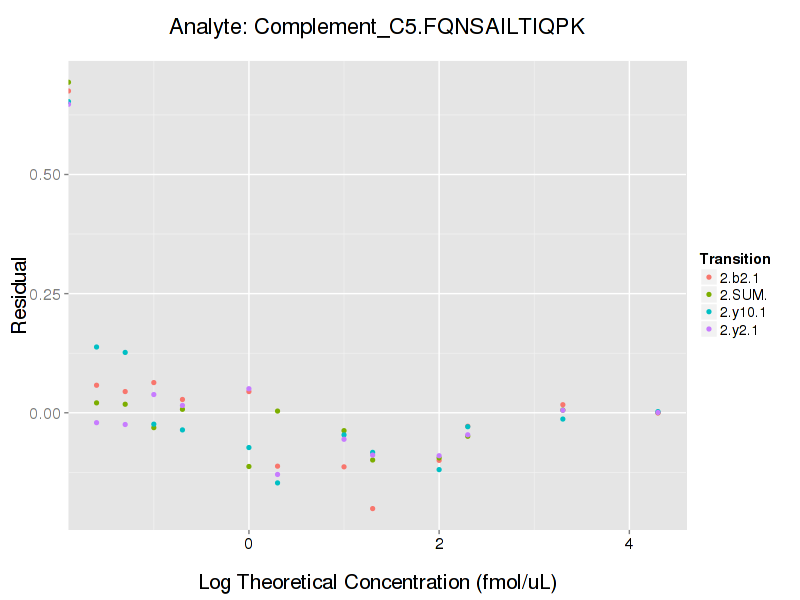 Analyte: Complement_C5.FQNSAILTIQPK
Residual
0.50
0.25
0.00
0
2
4
Log Theoretical Concentration (fmol/uL)
Transition
2.b2.1
2.SUM.
2.y10.1
2.y2.1